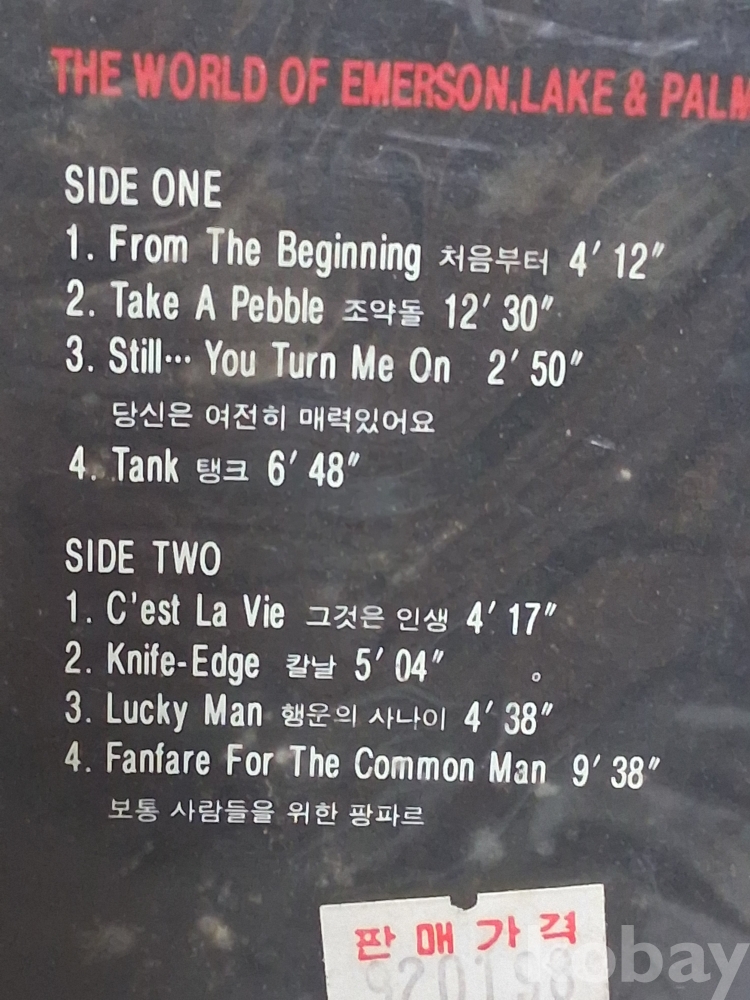 THE WORLD OF EMERSON,LAKE & PALM
SIDE ONE
1. From The Beginning 처음부터 4′ 12″
2. Take A Pebble 조약돌 12′ 30″
3. Still… You Turn Me On 2′ 50″
당신은 여전히 매력있어요
4. Tank 탱크 6′ 48″
SIDE TWO
1. C'est La Vie 그것은 인생 4′ 17″
2. Knife-Edge 칼날 5′ 04″
3. Lucky Man 행운의 사나이 4′ 38″
4. Fanfare For The Common Man 9′ 38″
보통 사람들을 위한 팡파르
판매가격
kobay